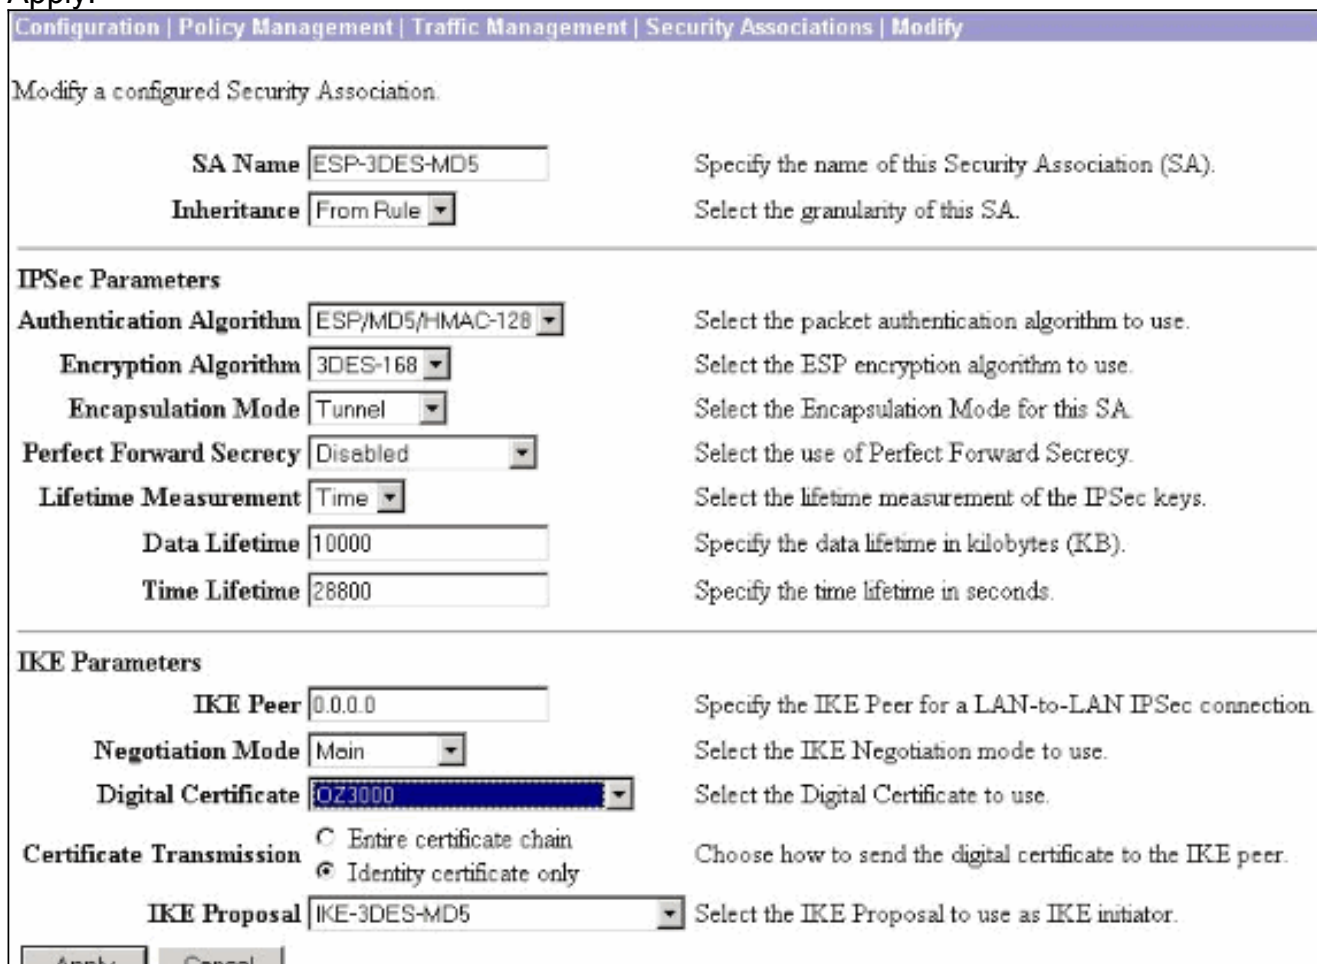 Apply.
Configuration | Policy Management | Traffic Management | Security Associations | Modify
Modify a configured Security Association.
SA Name ESP-3DES-MD5 Specify the name of this Security Association (SA).
Inheritance From Rule Select the granularity of this SA.
IPSec Parameters
Authentication Algorithm ESP/MD5/HMAC-128 Select the packet authentication algorithm to use.
Encryption Algorithm 3DES-168 Select the ESP encryption algorithm to use.
Encapsulation Mode Tunnel Select the Encapsulation Mode for this SA.
Perfect Forward Secrecy Disabled Select the use of Perfect Forward Secrecy.
Lifetime Measurement Time Select the lifetime measurement of the IPSec keys.
Data Lifetime 10000 Specify the data lifetime in kilobytes (KB).
Time Lifetime 28800 Specify the time lifetime in seconds.
IKE Parameters
IKE Peer 0.0.0.0 Specify the IKE Peer for a LAN-to-LAN IPSec connection.
Negotiation Mode Main Select the IKE Negotiation mode to use.
Digital Certificate OZ3000 Select the Digital Certificate to use.
Certificate Transmission Entire certificate chain Choose how to send the digital certificate to the IKE peer.
Identity certificate only
IKE Proposal IKE-3DES-MD5 Select the IKE Proposal to use as IKE initiator.
Apply Cancel